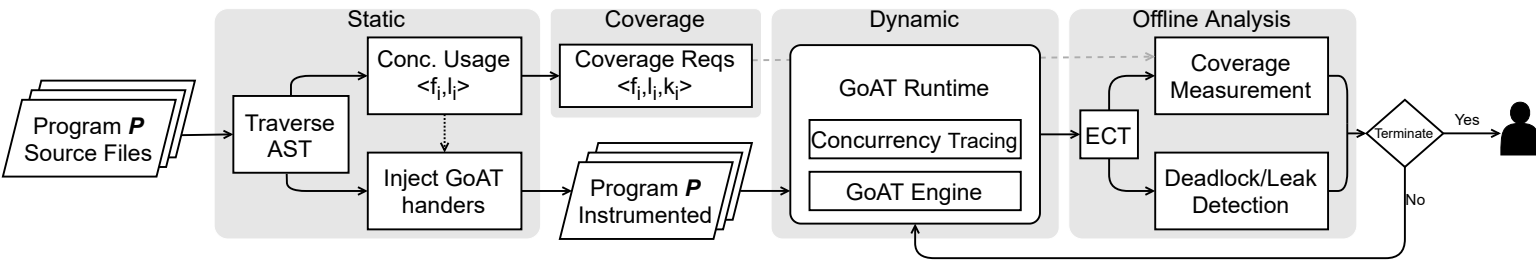 Static
Coverage
Dynamic
Offline Analysis
Program P
Source Files
Traverse
AST
Conc. Usage
<fi,li>
Inject GoAT
handers
Coverage Reqs
<fi,li,ki>
Program P
Instrumented
GoAT Runtime
Concurrency Tracing
GoAT Engine
ECT
Coverage
Measurement
Deadlock/Leak
Detection
Terminate
Yes
No